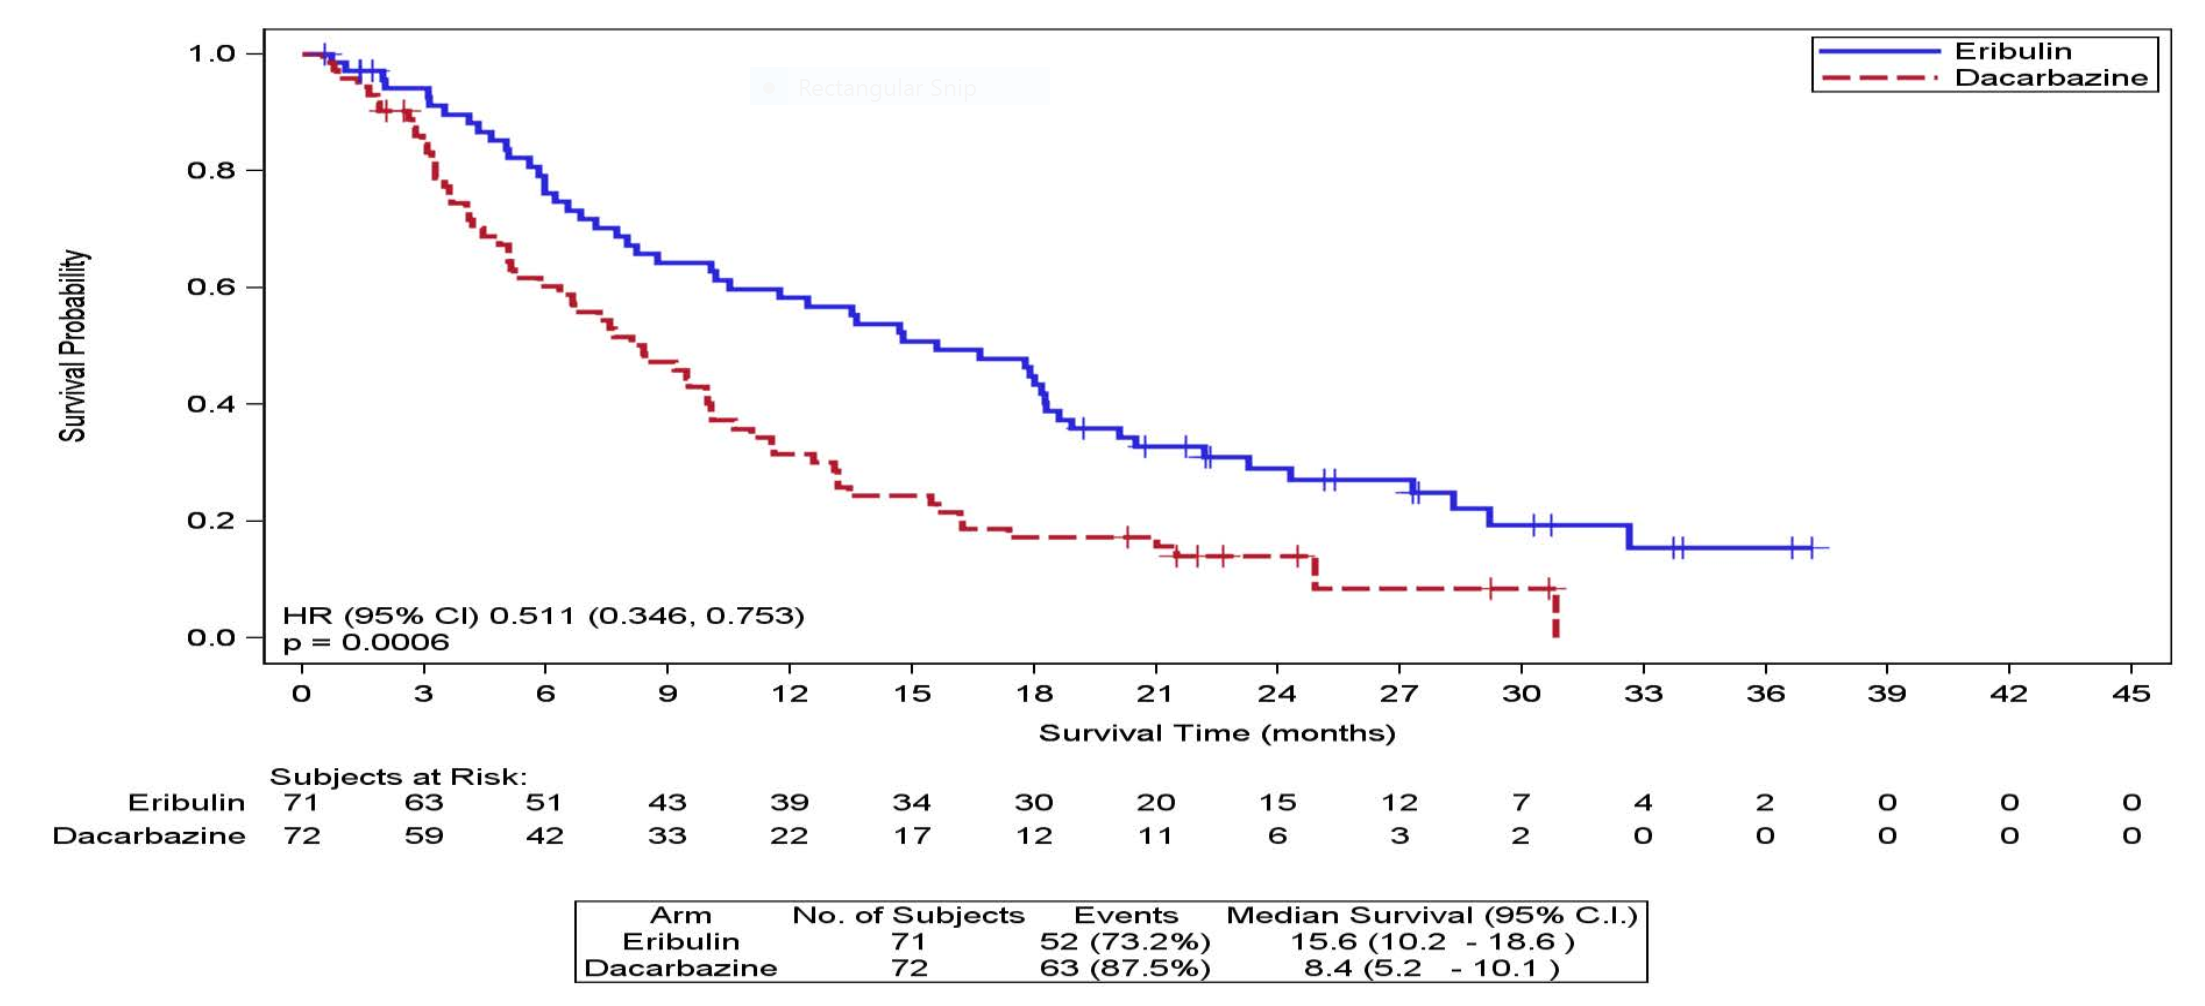 Eribulin
Dacarbazine
Rectangular Snip
1.0
0.8
0.6
0.4
0.2
0.0
Survival Probability
HR (95% CI) 0.511 (0.346, 0.753)
p = 0.0006
0 3 6 9 12 15 18 21 24 27 30 33 36 39 42 45
Survival Time (months)
Subjects at Risk:
Eribulin 71 63 51 43 39 34 30 20 15 12 7 4 2 0 0 0
Dacarbazine 72 59 42 33 22 17 12 11 6 3 2 0 0 0 0 0
Arm No. of Subjects Events Median Survival (95% C.I.)
Eribulin 71 52 (73.2%) 15.6 (10.2 - 18.6 )
Dacarbazine 72 63 (87.5%) 8.4 (5.2 - 10.1 )